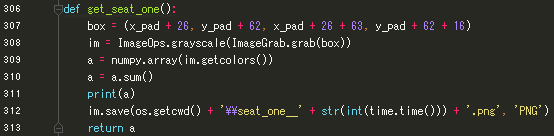 306 def get_seat_one():
307 box = (x_pad + 26, y_pad + 62, x_pad + 26 + 63, y_pad + 62 + 16)
308 im = ImageOps.grayscale(ImageGrab.grab(box))
309 a = numpy.array(im.getcolors())
310 a = a.sum()
311 print(a)
312 im.save(os.getcwd() + '¥¥seat_one__' + str(int(time.time())) + '.png', 'PNG')
313 return a